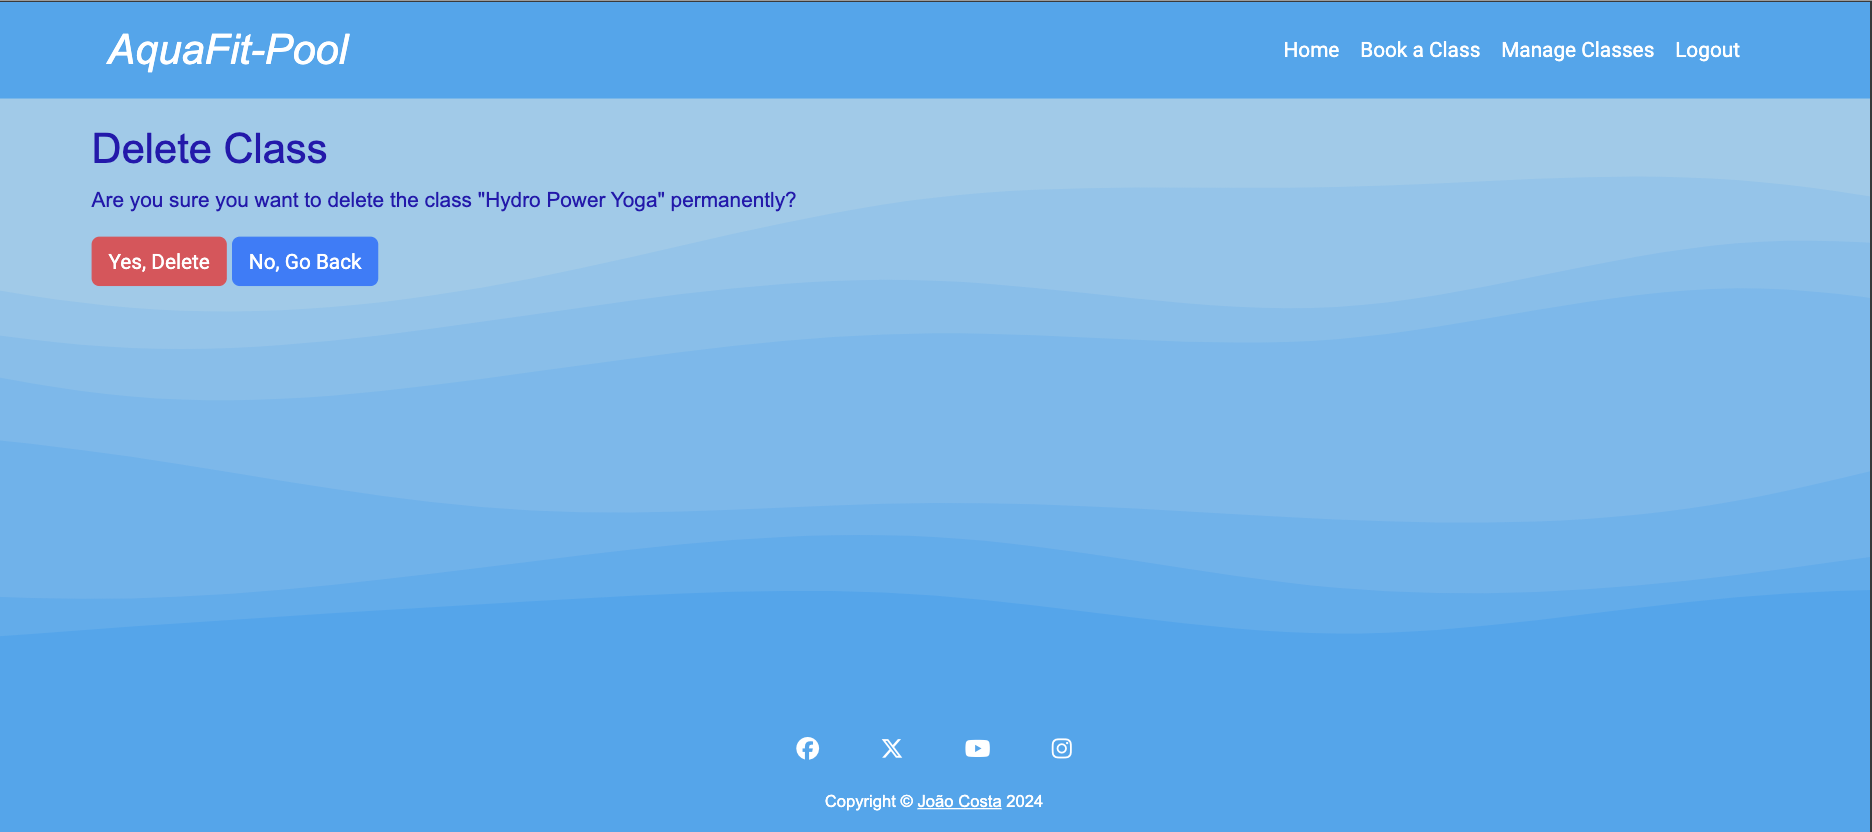 AquaFit-Pool
Home Book a Class Manage Classes Logout
Delete Class
Are you sure you want to delete the class "Hydro Power Yoga" permanently?
Yes, Delete No, Go Back
Copyright © João Costa 2024